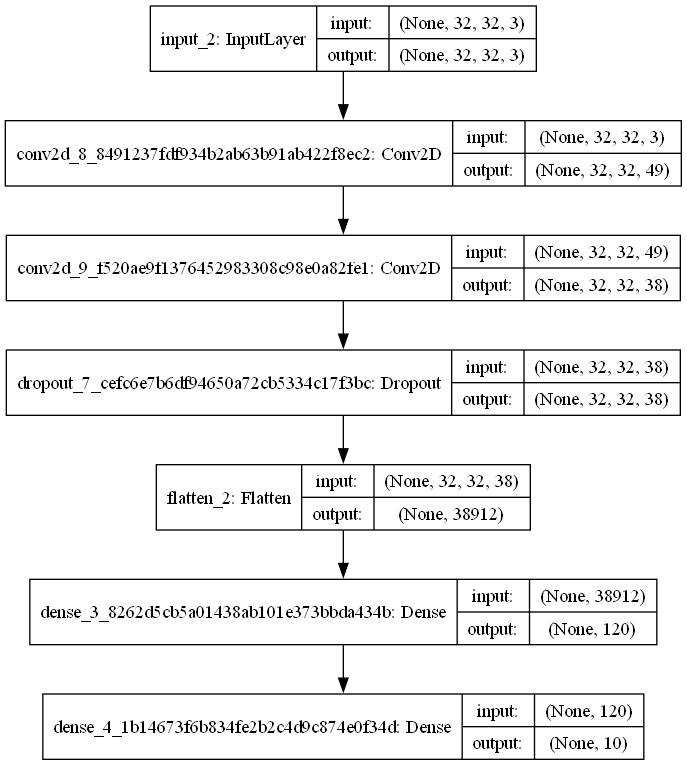 input_2: InputLayer
input: (None, 32, 32, 3)
output: (None, 32, 32, 3)
conv2d_8_8491237fdf934b2ab63b91ab422f8ec2: Conv2D
input: (None, 32, 32, 3)
output: (None, 32, 32, 49)
conv2d_9_f520ae9f1376452983308c98e0a82fe1: Conv2D
input: (None, 32, 32, 49)
output: (None, 32, 32, 38)
dropout_7_cefc6e7b6df94650a72cb5334c17f3bc: Dropout
input: (None, 32, 32, 38)
output: (None, 32, 32, 38)
flatten_2: Flatten
input: (None, 32, 32, 38)
output: (None, 38912)
dense_3_8262d5cb5a01438ab101e373bbda434b: Dense
input: (None, 38912)
output: (None, 120)
dense_4_1b14673f6b834fe2b2c4d9c874e0f34d: Dense
input: (None, 120)
output: (None, 10)